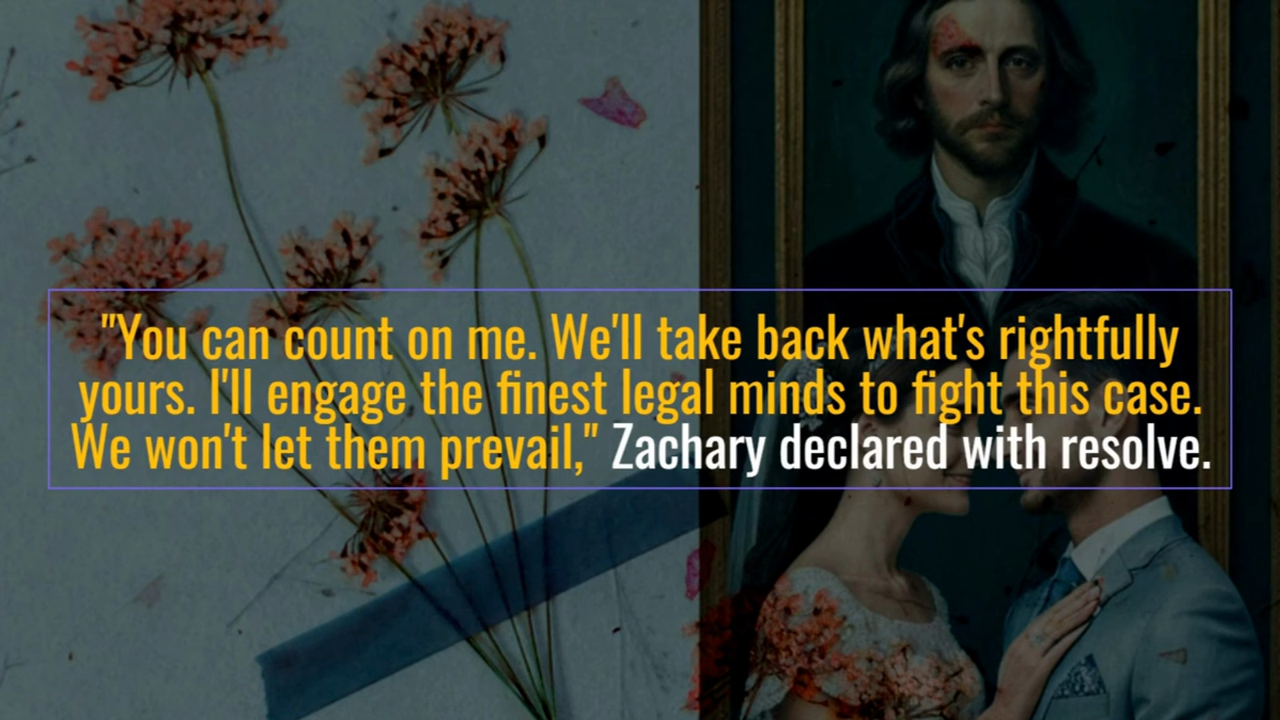 "You can count on me. We'll take back what's rightfully
yours. I'll engage the finest legal minds to fight this case.
We won't let them prevail," Zachary declared with resolve.